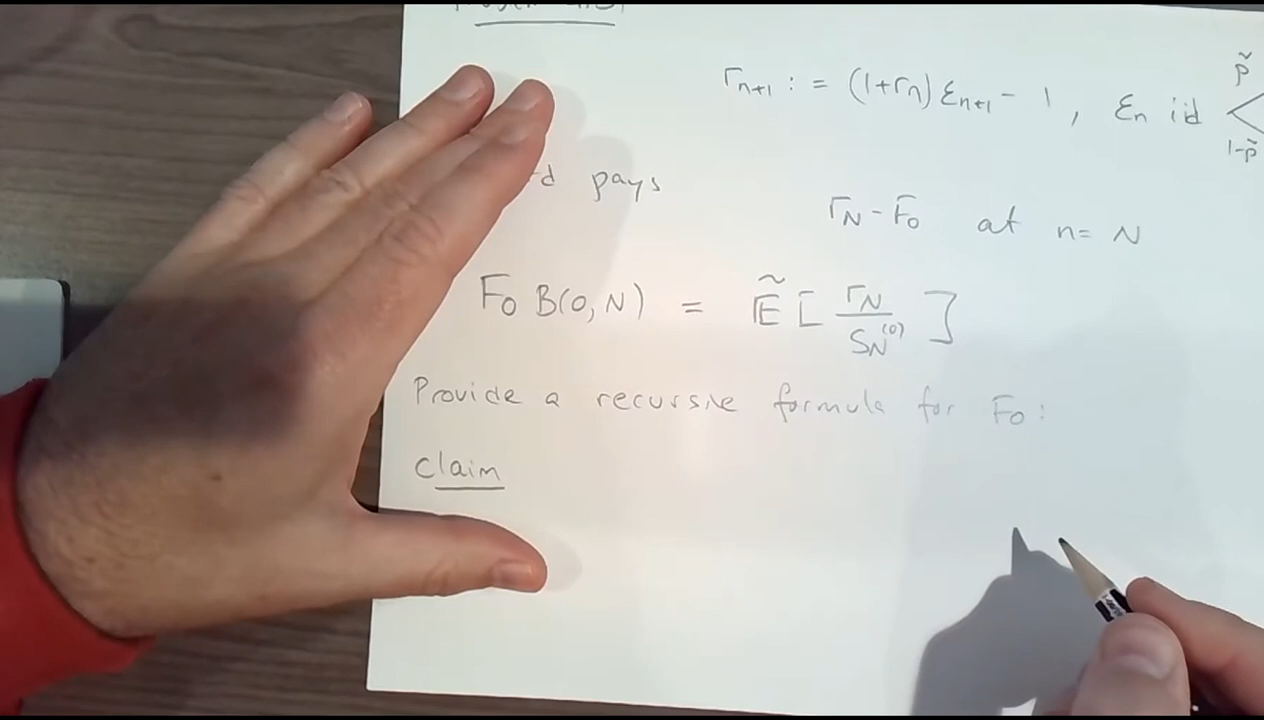 r_{n+1} := (1+r_n) ε_{n+1} - 1 , ε_n iid < p̃ 1-p̃
pays r_N - F_0 at n = N
F_0 B(0,N) = Ẽ [ r_N / S_N^{(0)} ]
Provide a recursive formula for F_0 :
Claim